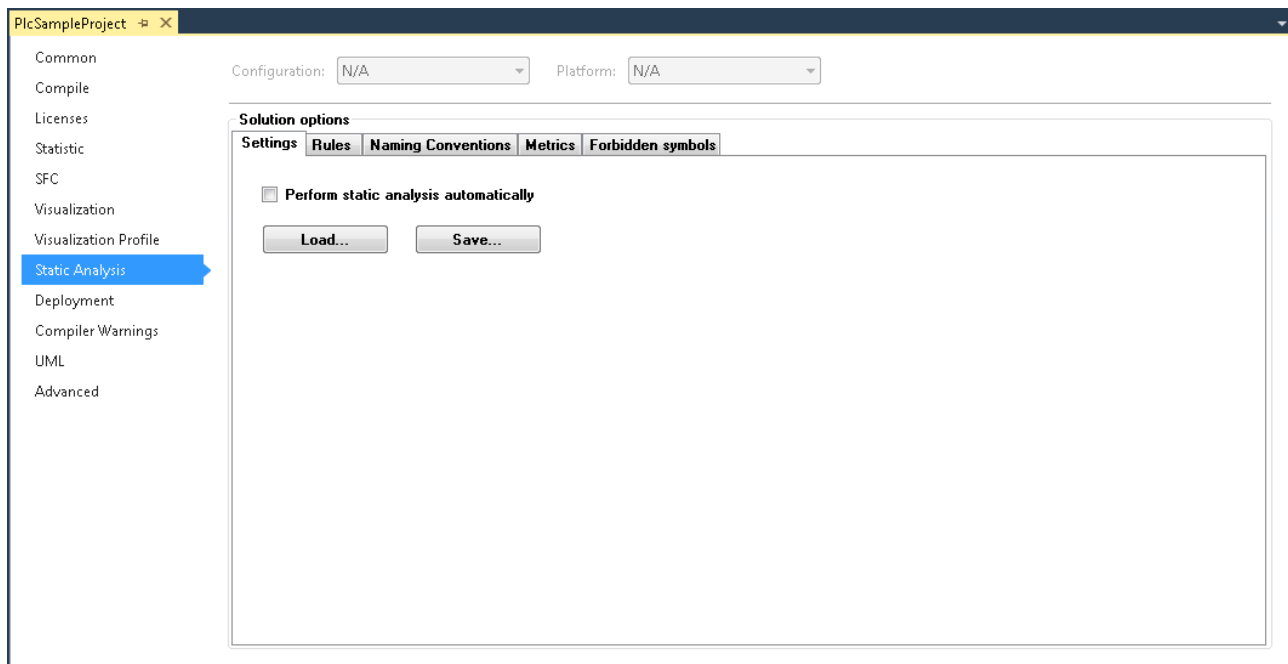 PlcSampleProject
Common
Compile
Licenses
Statistic
SFC
Visualization
Visualization Profile
Static Analysis
Deployment
Compiler Warnings
UML
Advanced
Configuration: N/A Platform: N/A
Solution options
Settings Rules Naming Conventions Metrics Forbidden symbols
Perform static analysis automatically
Load... Save...